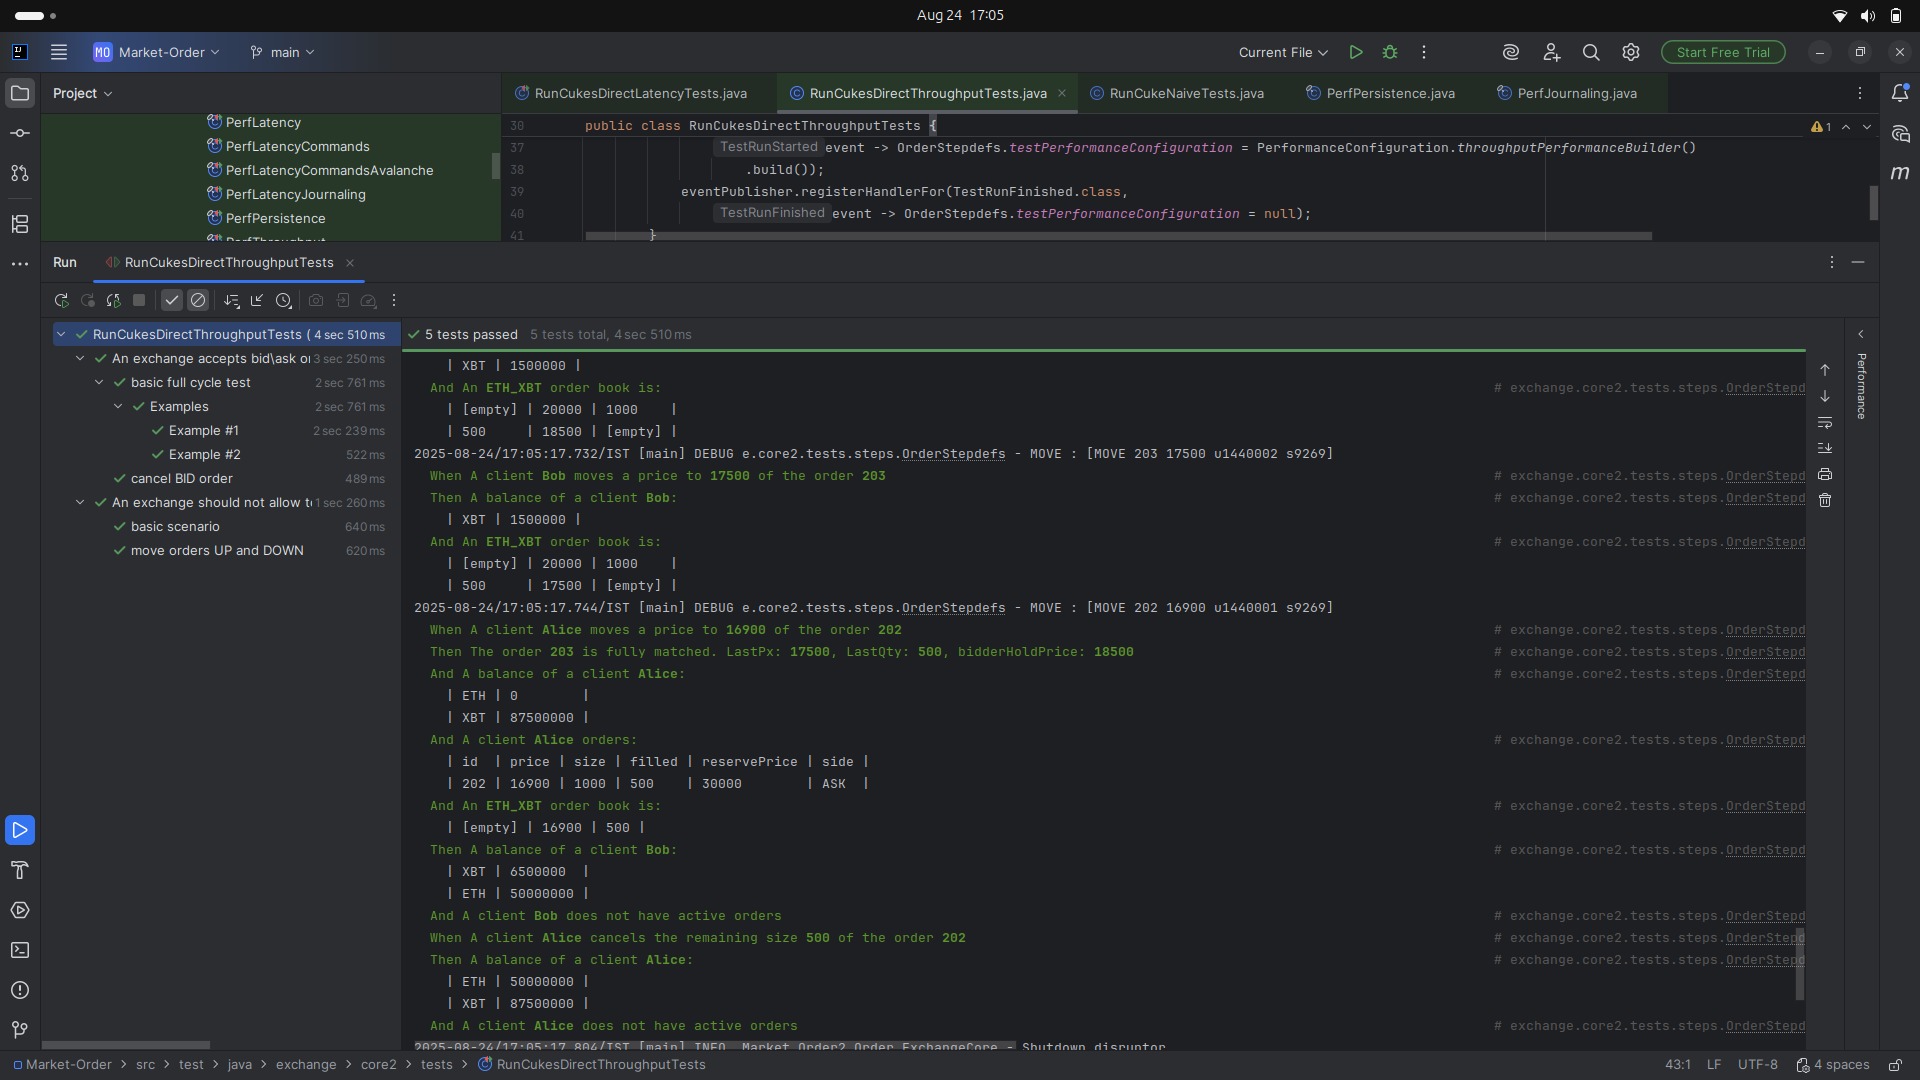 Aug 24 17:05
MO Market-Order main Current File Start Free Trial
Project
RunCukesDirectLatencyTests.java RunCukesDirectThroughputTests.java RunCukeNaiveTests.java PerfPersistence.java PerfJournaling.java
PerfLatency
PerfLatencyCommands
PerfLatencyCommandsAvalanche
PerfLatencyJournaling
PerfPersistence
PerfThroughput
30 public class RunCukesDirectThroughputTests {
1
37 TestRunStarted event -> OrderStepdefs.testPerformanceConfiguration = PerformanceConfiguration.throughputPerformanceBuilder()
38 .build());
39 eventPublisher.registerHandlerFor(TestRunFinished.class,
40 TestRunFinished event -> OrderStepdefs.testPerformanceConfiguration = null);
41 }
Run RunCukesDirectThroughputTests
RunCukesDirectThroughputTests ( 4 sec 510 ms
An exchange accepts bid\ask or 3 sec 250 ms
basic full cycle test 2 sec 761 ms
Examples 2 sec 761 ms
Example #1 2 sec 239 ms
Example #2 522 ms
cancel BID order 489 ms
An exchange should not allow to 1 sec 260 ms
basic scenario 640 ms
move orders UP and DOWN 620 ms
5 tests passed 5 tests total, 4 sec 510 ms
| XBT | 1500000 |
And An ETH_XBT order book is: # exchange.core2.tests.steps.OrderStepd
| [empty] | 20000 | 1000 |
| 500 | 18500 | [empty] |
2025-08-24/17:05:17.732/IST [main] DEBUG e.core2.tests.steps.OrderStepdefs - MOVE : [MOVE 203 17500 u1440002 s9269]
When A client Bob moves a price to 17500 of the order 203 # exchange.core2.tests.steps.OrderStepd
Then A balance of a client Bob: # exchange.core2.tests.steps.OrderStepd
| XBT | 1500000 |
And An ETH_XBT order book is: # exchange.core2.tests.steps.OrderStepd
| [empty] | 20000 | 1000 |
| 500 | 17500 | [empty] |
2025-08-24/17:05:17.744/IST [main] DEBUG e.core2.tests.steps.OrderStepdefs - MOVE : [MOVE 202 16900 u1440001 s9269]
When A client Alice moves a price to 16900 of the order 202 # exchange.core2.tests.steps.OrderStepd
Then The order 203 is fully matched. LastPx: 17500, LastQty: 500, bidderHoldPrice: 18500 # exchange.core2.tests.steps.OrderStepd
And A balance of a client Alice: # exchange.core2.tests.steps.OrderStepd
| ETH | 0 |
| XBT | 87500000 |
And A client Alice orders: # exchange.core2.tests.steps.OrderStepd
| id | price | size | filled | reservePrice | side |
| 202 | 16900 | 1000 | 500 | 30000 | ASK |
And An ETH_XBT order book is: # exchange.core2.tests.steps.OrderStepd
| [empty] | 16900 | 500 |
Then A balance of a client Bob: # exchange.core2.tests.steps.OrderStepd
| XBT | 6500000 |
| ETH | 50000000 |
And A client Bob does not have active orders # exchange.core2.tests.steps.OrderStepd
When A client Alice cancels the remaining size 500 of the order 202 # exchange.core2.tests.steps.OrderStepd
Then A balance of a client Alice: # exchange.core2.tests.steps.OrderStepd
| ETH | 50000000 |
| XBT | 87500000 |
And A client Alice does not have active orders # exchange.core2.tests.steps.OrderStepd
2025-08-24/17:05:17.804/IST [main] INFO Market_Order2.Order.ExchangeCore - Shutdown disruptor
Performance
Market-Order > src > test > java > exchange > core2 > tests > RunCukesDirectThroughputTests
43:1 LF UTF-8 4 spaces